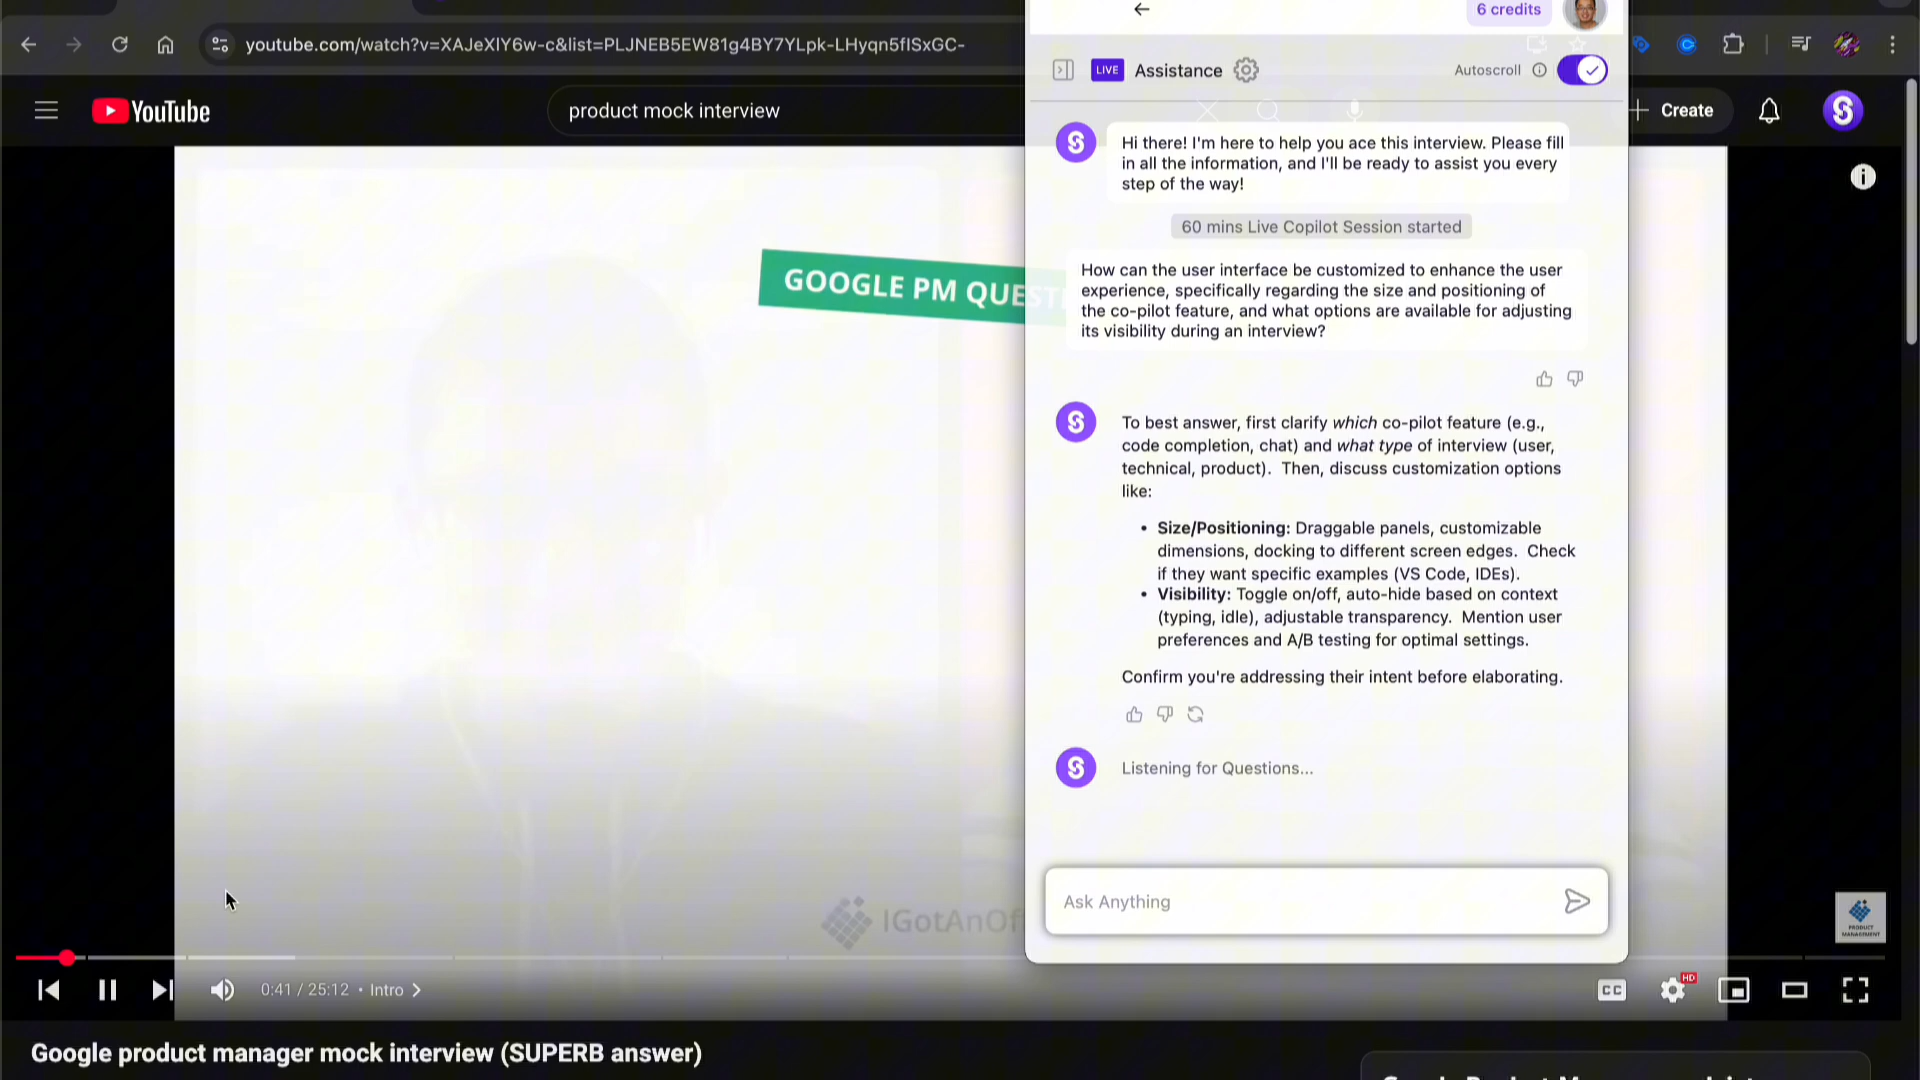 youtube.com/watch?v=XAJeXlY6w-c&list=PLJNEB5EW81g4BY7YLpk-LHyqn5flSxGC-
6 credits
LIVE Assistance
Autoscroll
YouTube
product mock interview
Create
Hi there! I'm here to help you ace this interview. Please fill
in all the information, and I'll be ready to assist you every
step of the way!
60 mins Live Copilot Session started
GOOGLE PM QUESTI
How can the user interface be customized to enhance the user
experience, specifically regarding the size and positioning of
the co-pilot feature, and what options are available for adjusting
its visibility during an interview?
To best answer, first clarify which co-pilot feature (e.g.,
code completion, chat) and what type of interview (user,
technical, product). Then, discuss customization options
like:
• Size/Positioning: Draggable panels, customizable
dimensions, docking to different screen edges. Check
if they want specific examples (VS Code, IDEs).
• Visibility: Toggle on/off, auto-hide based on context
(typing, idle), adjustable transparency. Mention user
preferences and A/B testing for optimal settings.
Confirm you're addressing their intent before elaborating.
Listening for Questions...
Ask Anything
IGotAnOf
PRODUCT
MANAGEMENT
0:41 / 25:12 • Intro
CC
HD
Google product manager mock interview (SUPERB answer)